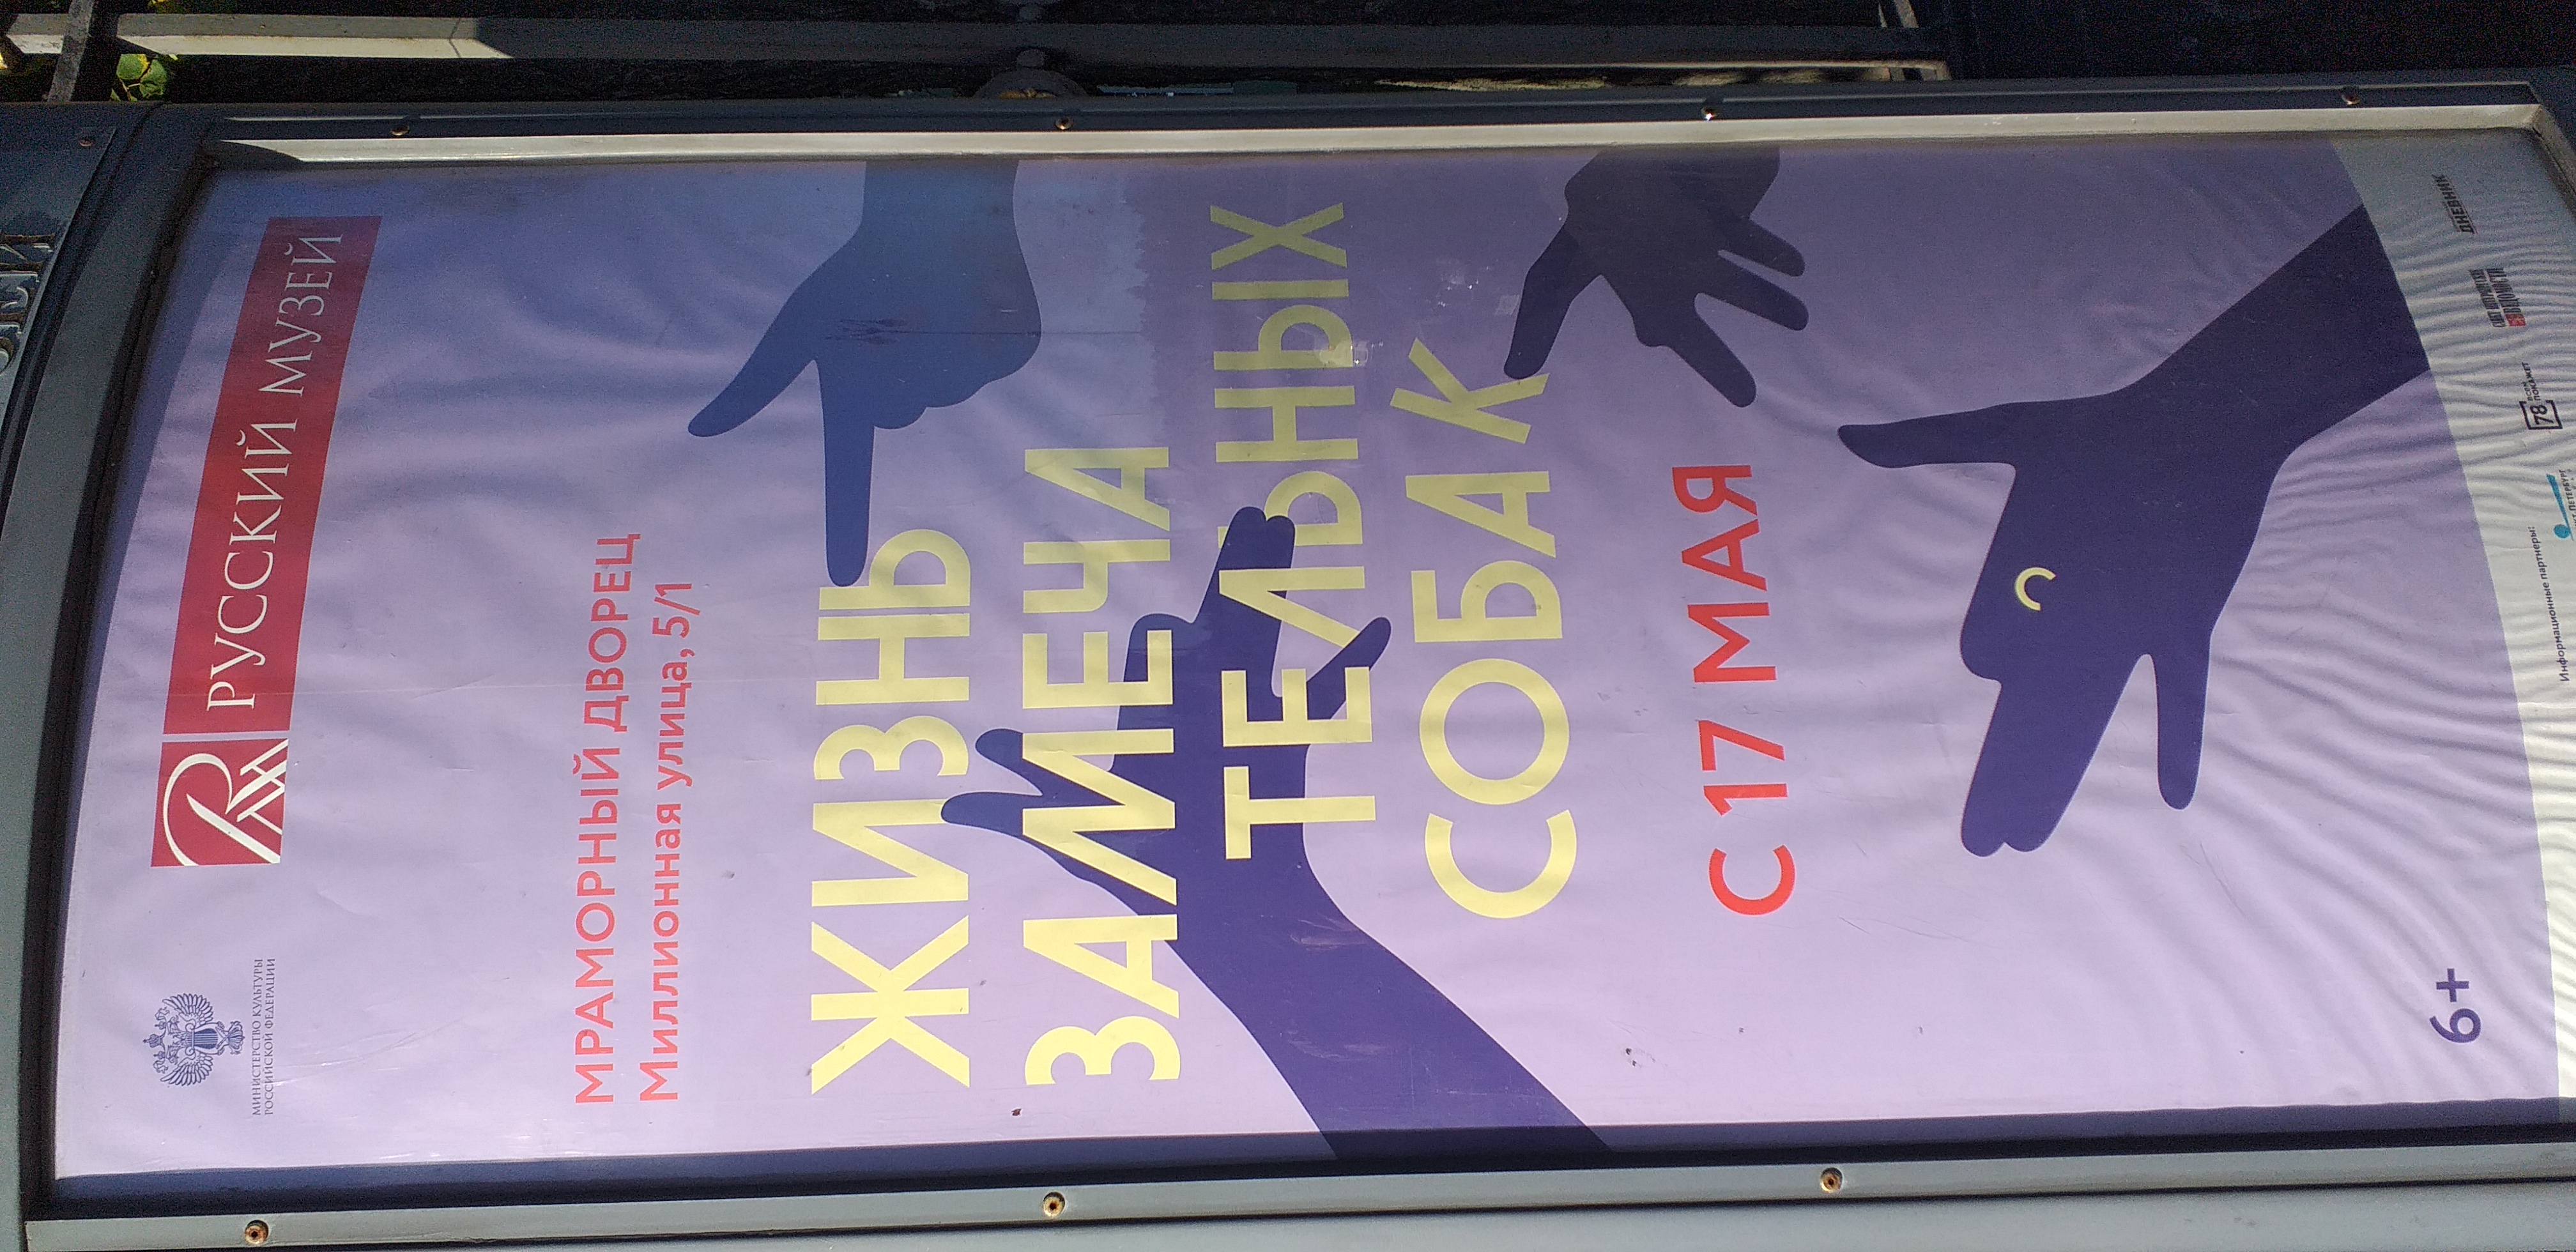 МИНИСТЕРСТВО КУЛЬТУРЫ
РОССИЙСКОЙ ФЕДЕРАЦИИ
РУССКИЙ МУЗЕЙ
МРАМОРНЫЙ ДВОРЕЦ
Миллионная улица, 5/1
ЖИЗНЬ
ЗАМЕЧА
ТЕЛЬНЫХ
СОБАК
С 17 МАЯ
6+
ДНЕВНИК
78
Информационные партнеры: